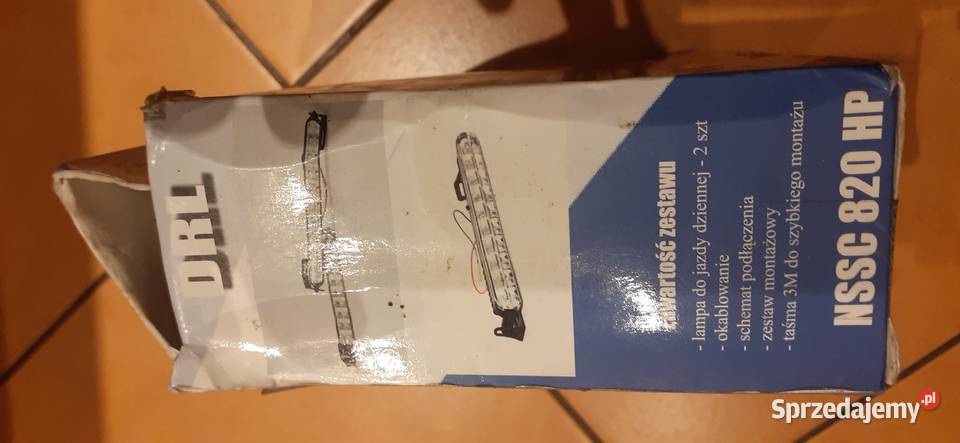 DRL
zawartość zestawu
- lampa do jazdy dziennej - 2 szt
- okablowanie
- schemat podłączenia
- zestaw montażowy
- taśma 3M do szybkiego montażu
NSSC 820 HP
Sprzedajemy.pl